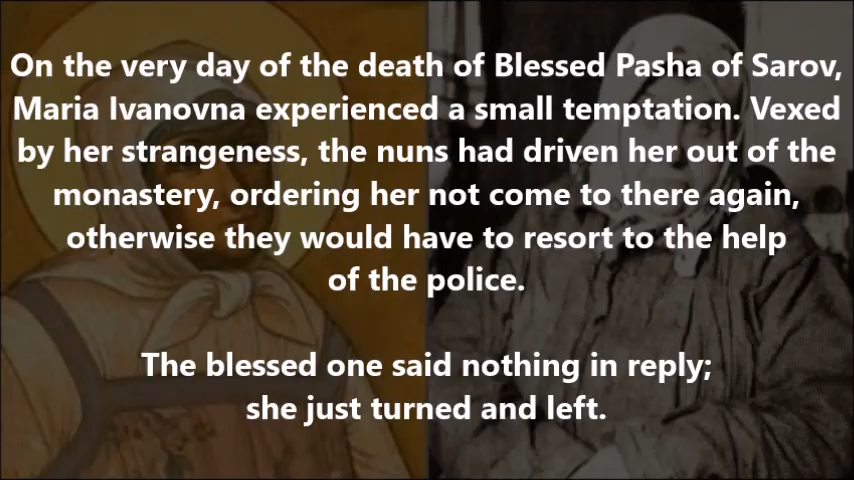 On the very day of the death of Blessed Pasha of Sarov,
Maria Ivanovna experienced a small temptation. Vexed
by her strangeness, the nuns had driven her out of the
monastery, ordering her not come to there again,
otherwise they would have to resort to the help
of the police.
The blessed one said nothing in reply;
she just turned and left.